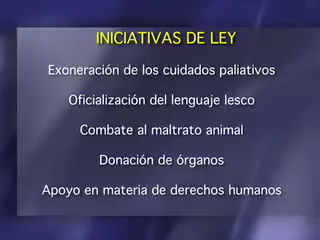 INICIATIVAS DE LEY
Exoneración de los cuidados paliativos
Oficialización del lenguaje lesco
Combate al maltrato animal
Donación de órganos
Apoyo en materia de derechos humanos